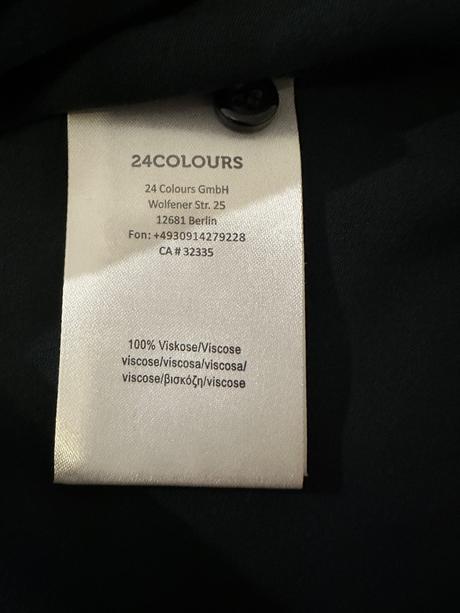 24COLOURS
24 Colours GmbH
Wolfener Str. 25
12681 Berlin
Fon: +4930914279228
CA # 32335
100% Viskose/Viscose
viscose/viscosa/viscosa/
viscose/βισκόζη/viscose